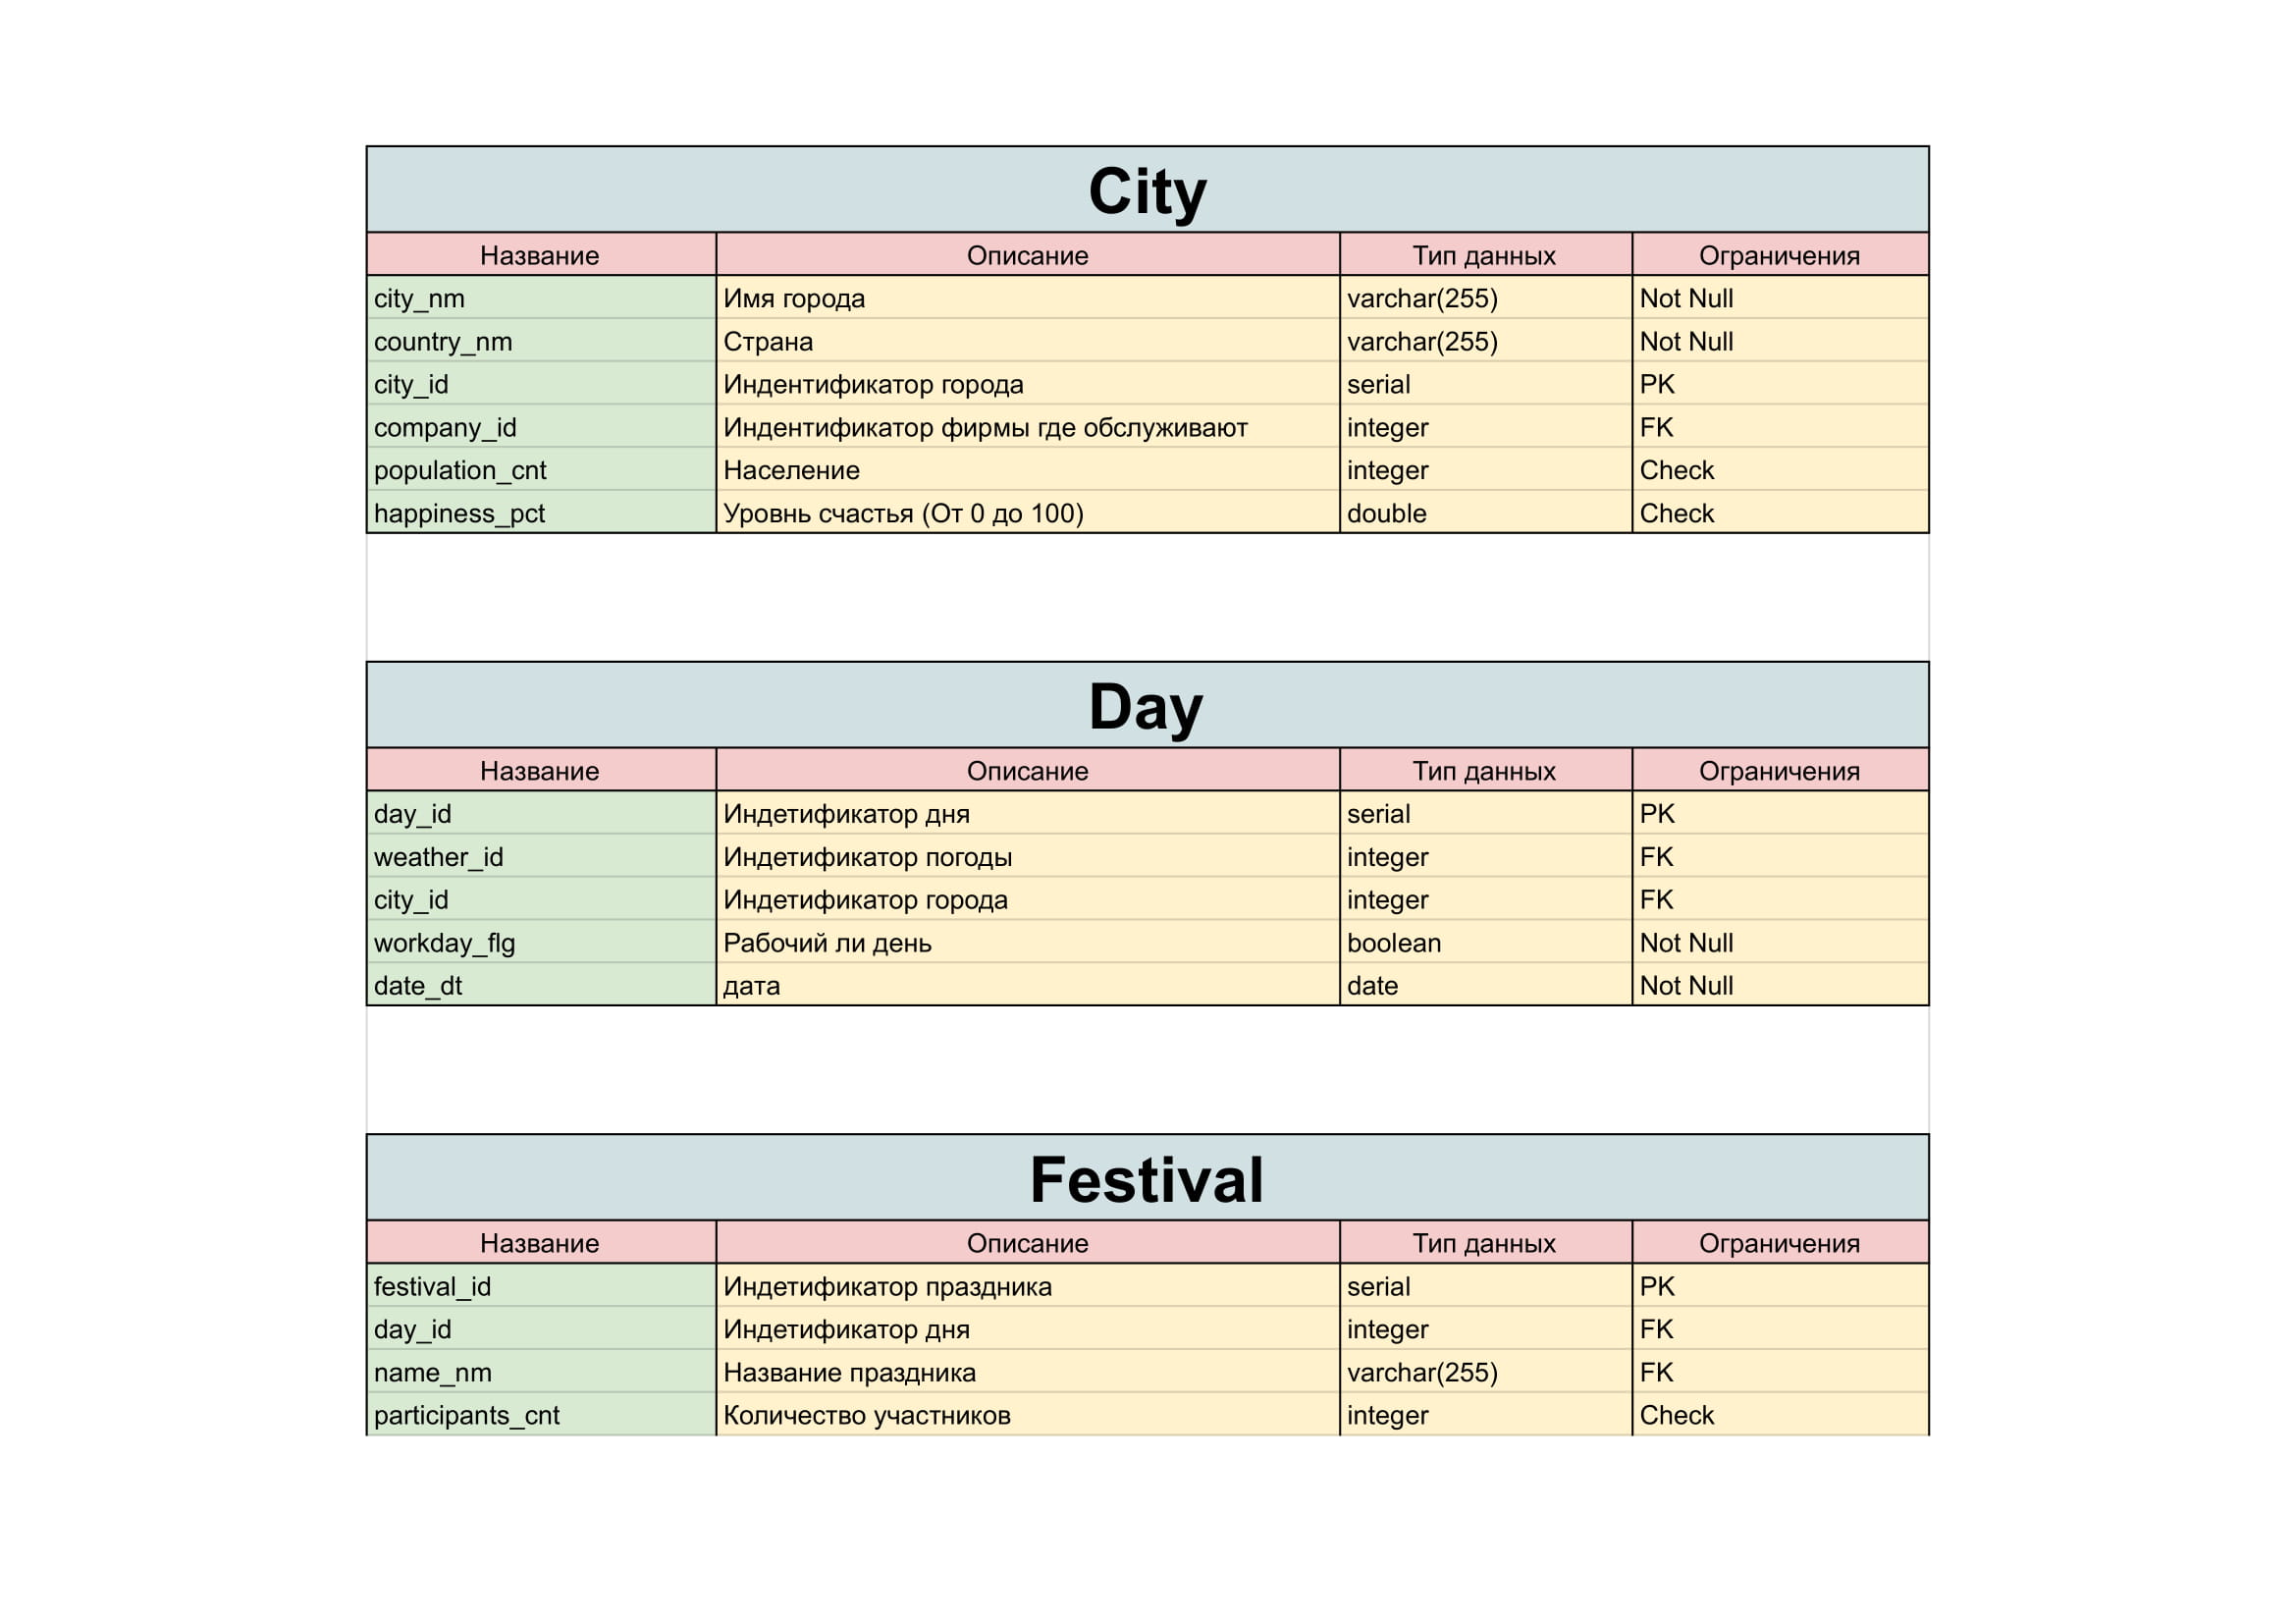 City
Название Описание Тип данных Ограничения
city_nm Имя города varchar(255) Not Null
country_nm Страна varchar(255) Not Null
city_id Индентификатор города serial PK
company_id Индентификатор фирмы где обслуживают integer FK
population_cnt Население integer Check
happiness_pct Уровнь счастья (От 0 до 100) double Check
Day
Название Описание Тип данных Ограничения
day_id Индетификатор дня serial PK
weather_id Индетификатор погоды integer FK
city_id Индетификатор города integer FK
workday_flg Рабочий ли день boolean Not Null
date_dt дата date Not Null
Festival
Название Описание Тип данных Ограничения
festival_id Индетификатор праздника serial PK
day_id Индетификатор дня integer FK
name_nm Название праздника varchar(255) FK
participants_cnt Количество участников integer Check